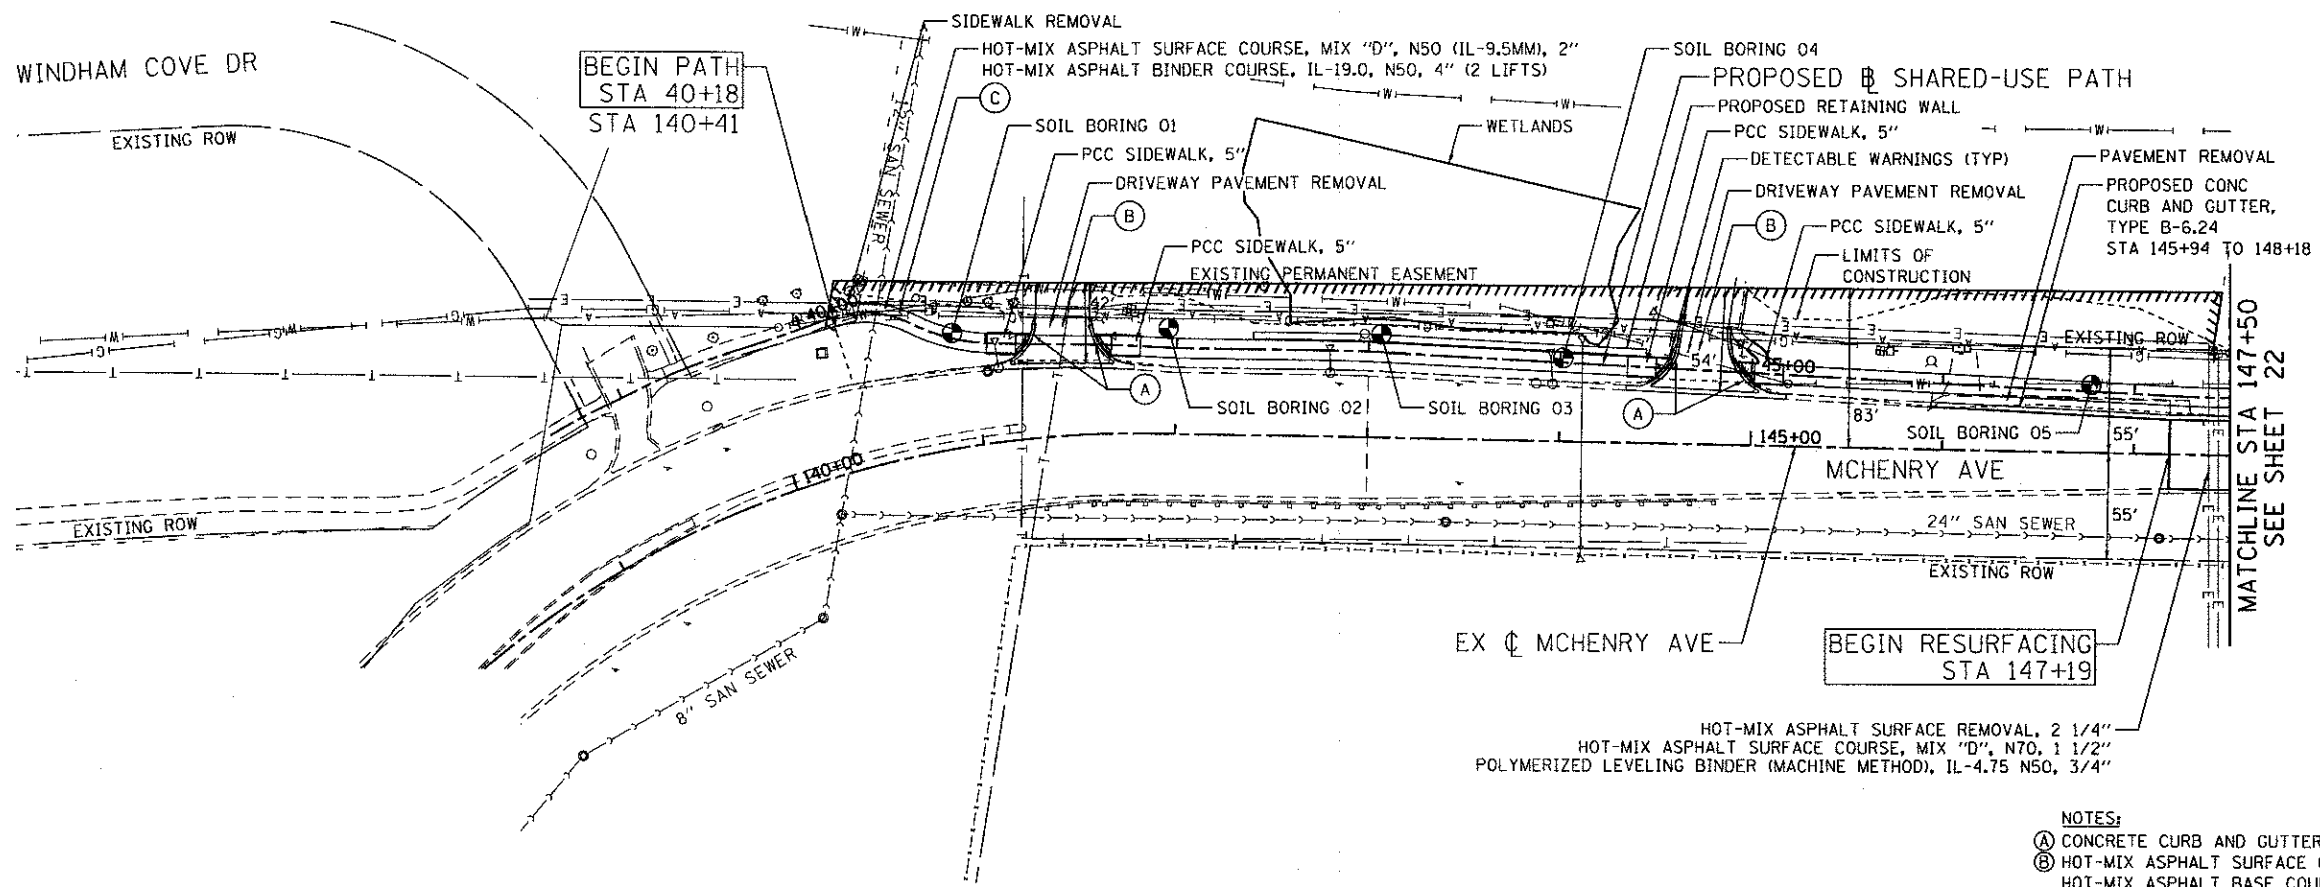 WINDHAM COVE DR
EXISTING ROW
BEGIN PATH
STA 40+18
STA 140+41
SIDEWALK REMOVAL
HOT-MIX ASPHALT SURFACE COURSE, MIX "D", N50 (IL-9.5MM), 2"
HOT-MIX ASPHALT BINDER COURSE, IL-19.0, N50, 4" (2 LIFTS)
C
12" SAN SEWER
SOIL BORING 01
PCC SIDEWALK, 5"
DRIVEWAY PAVEMENT REMOVAL
B
PCC SIDEWALK, 5"
EXISTING PERMANENT EASEMENT
WETLANDS
SOIL BORING 04
PROPOSED ℄ SHARED-USE PATH
PROPOSED RETAINING WALL
PCC SIDEWALK, 5"
DETECTABLE WARNINGS (TYP)
DRIVEWAY PAVEMENT REMOVAL
B
PCC SIDEWALK, 5"
LIMITS OF
CONSTRUCTION
PAVEMENT REMOVAL
PROPOSED CONC
CURB AND GUTTER,
TYPE B-6.24
STA 145+94 TO 148+18
42'
54'
45+00
EXISTING ROW
A
SOIL BORING 02
SOIL BORING 03
A
83'
SOIL BORING 05
55'
140+00
145+00
MCHENRY AVE
24" SAN SEWER
55'
EXISTING ROW
EXISTING ROW
MATCHLINE STA 147+50
SEE SHEET 22
8" SAN SEWER
EX ℄ MCHENRY AVE
BEGIN RESURFACING
STA 147+19
HOT-MIX ASPHALT SURFACE REMOVAL, 2 1/4"
HOT-MIX ASPHALT SURFACE COURSE, MIX "D", N70, 1 1/2"
POLYMERIZED LEVELING BINDER (MACHINE METHOD), IL-4.75 N50, 3/4"
NOTES:
A CONCRETE CURB AND GUTTER
B HOT-MIX ASPHALT SURFACE
HOT-MIX ASPHALT BASE